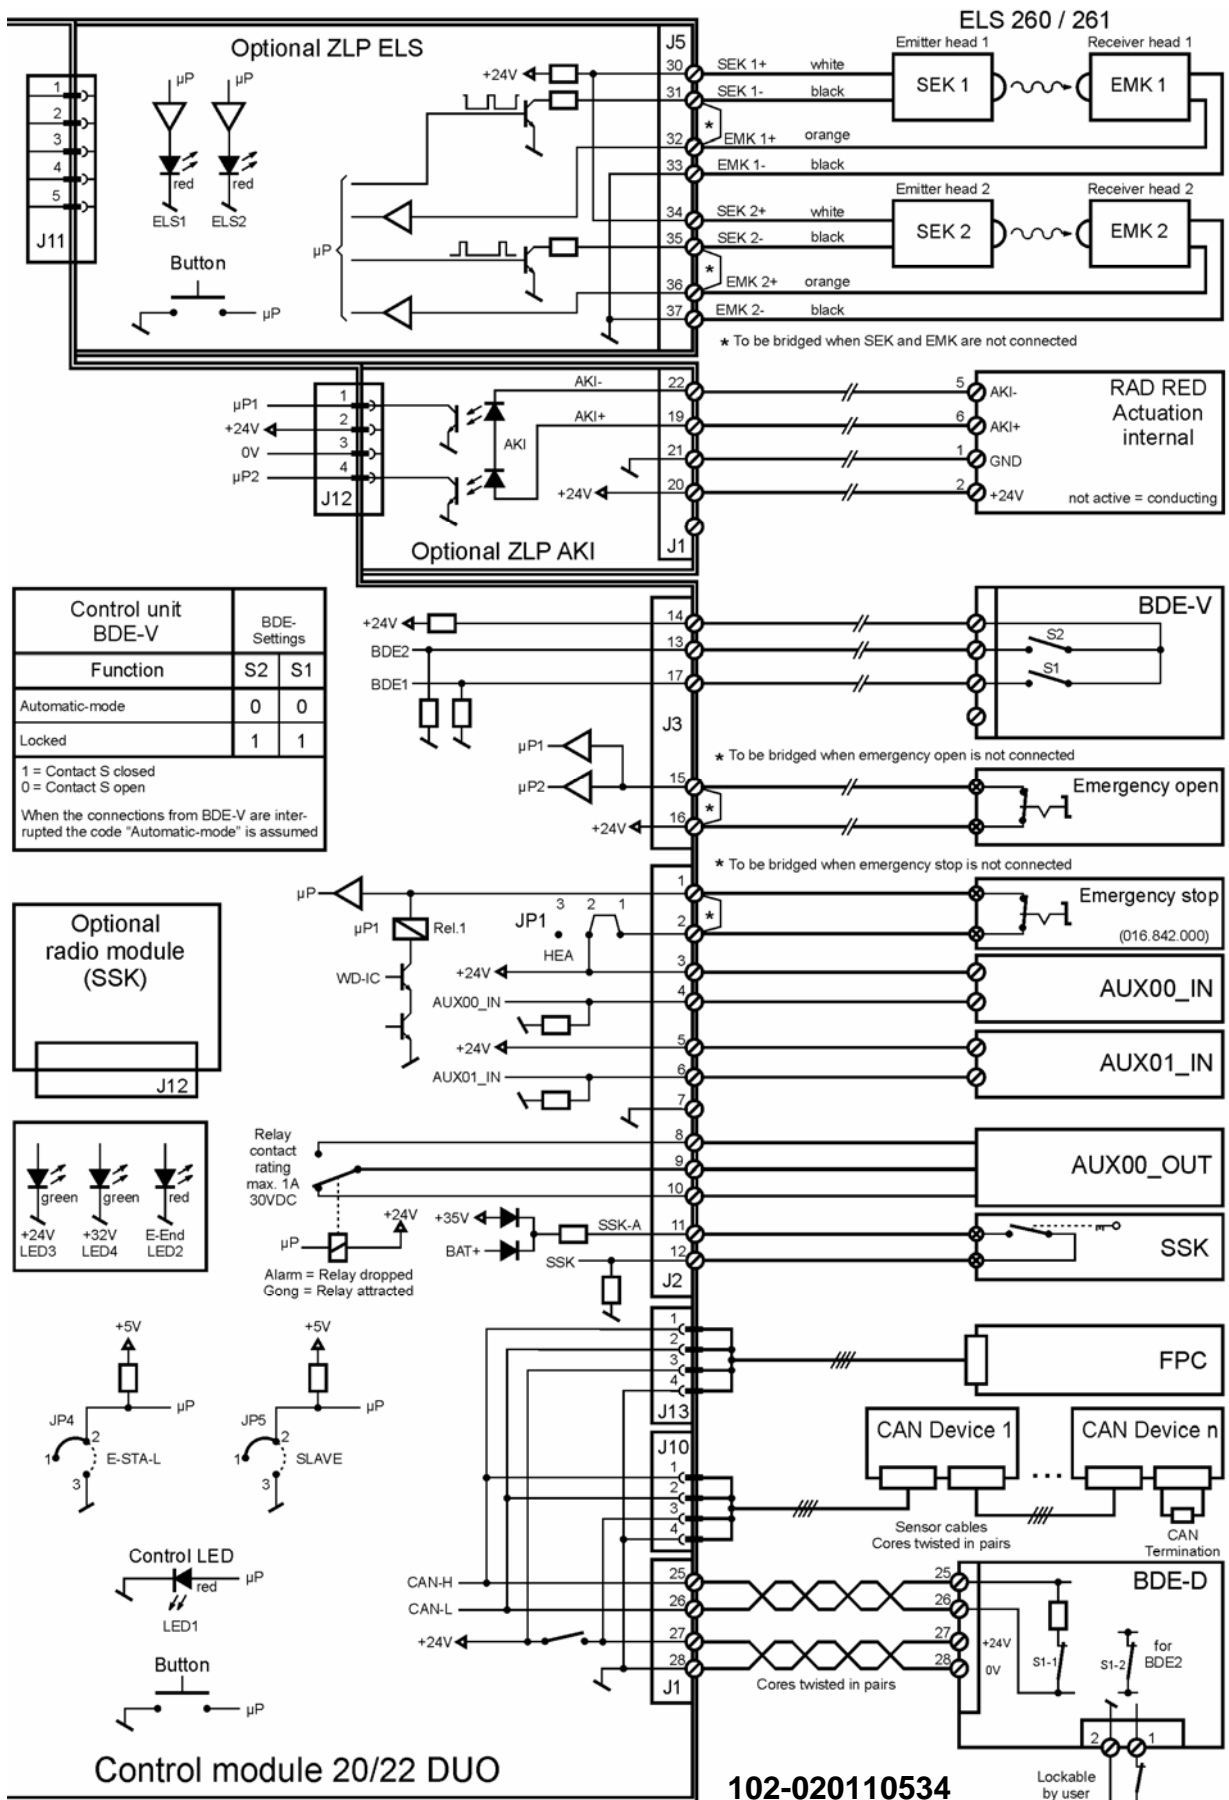 ELS 260 / 261
Optional ZLP ELS
J5
Emitter head 1
Receiver head 1
+24V
30
SEK 1+
white
SEK 1
EMK 1
31
SEK 1-
black
*
32
EMK 1+
orange
33
EMK 1-
black
1
2
3
4
5
J11
µP
µP
red
red
ELS1
ELS2
Button
µP
µP
Emitter head 2
Receiver head 2
34
SEK 2+
white
SEK 2
EMK 2
35
SEK 2-
black
*
36
EMK 2+
orange
37
EMK 2-
black
* To be bridged when SEK and EMK are not connected
µP1
+24V
0V
µP2
1
2
3
4
J12
AKI-
AKI+
AKI
22
19
21
20
+24V
J1
Optional ZLP AKI
5
AKI-
6
AKI+
1
GND
2
+24V
RAD RED
Actuation
internal
not active = conducting
Control unit
BDE-V
BDE-
Settings
Function
S2
S1
Automatic-mode
0
0
Locked
1
1
1 = Contact S closed
0 = Contact S open
When the connections from BDE-V are inter-
rupted the code "Automatic-mode" is assumed
+24V
14
BDE2
13
BDE1
17
J3
BDE-V
S2
S1
µP1
µP2
15
+24V
16
*
* To be bridged when emergency open is not connected
Emergency open
* To be bridged when emergency stop is not connected
Emergency stop
(016.842.000)
µP
1
µP1
Rel.1
JP1
3
2
1
HEA
2
*
WD-IC
+24V
3
AUX00_IN
4
AUX00_IN
+24V
5
AUX01_IN
6
AUX01_IN
7
Optional
radio module
(SSK)
J12
green
green
red
+24V
LED3
+32V
LED4
E-End
LED2
Relay
contact
rating
max. 1A
30VDC
8
9
10
AUX00_OUT
+24V
µP
Alarm = Relay dropped
Gong = Relay attracted
+35V
BAT+
SSK-A
11
SSK
12
J2
SSK
+5V
µP
JP4
2
1
3
E-STA-L
+5V
µP
JP5
2
1
3
SLAVE
1
2
3
4
J13
FPC
J10
1
2
3
4
CAN Device 1
CAN Device n
Sensor cables
Cores twisted in pairs
CAN
Termination
Control LED
red
µP
LED1
Button
µP
CAN-H
25
CAN-L
26
+24V
27
28
J1
Cores twisted in pairs
25
26
27
28
+24V
0V
BDE-D
S1-1
S1-2
for
BDE2
2
1
Lockable
by user
Control module 20/22 DUO
102-020110534